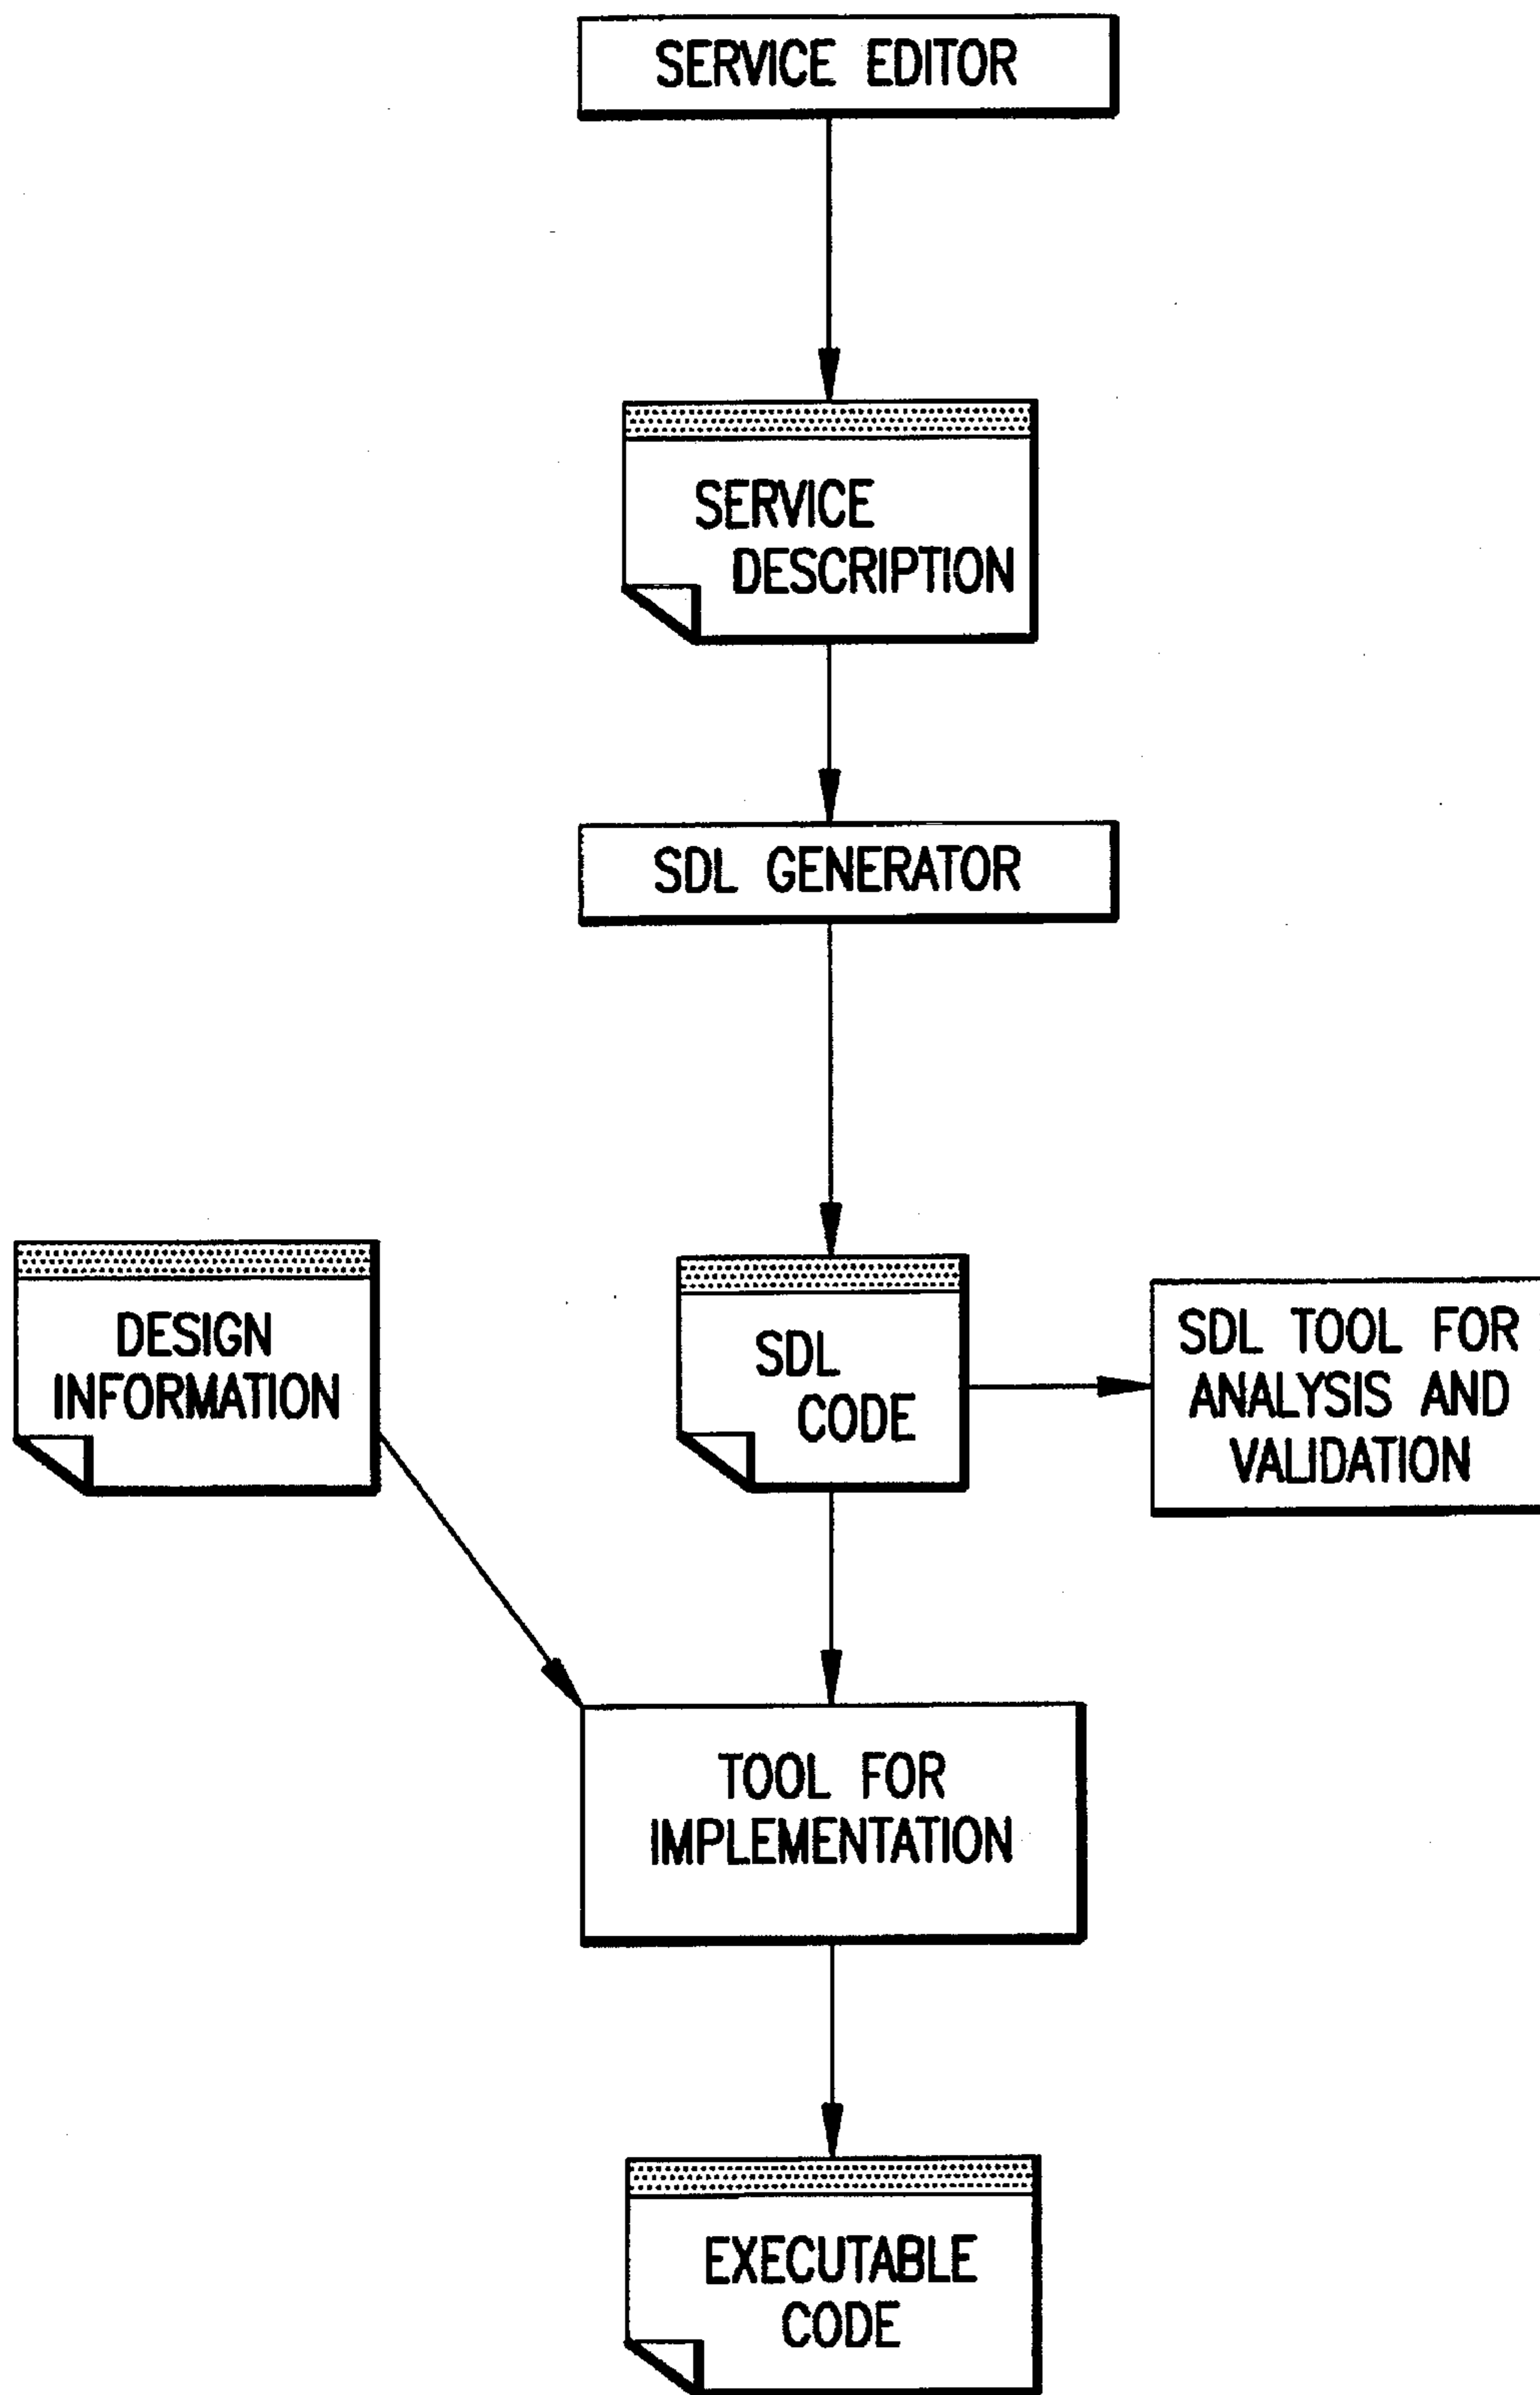 SERVICE EDITOR
SERVICE
DESCRIPTION
SDL GENERATOR
DESIGN
INFORMATION
SDL
CODE
SDL TOOL FOR
ANALYSIS AND
VALIDATION
TOOL FOR
IMPLEMENTATION
EXECUTABLE
CODE